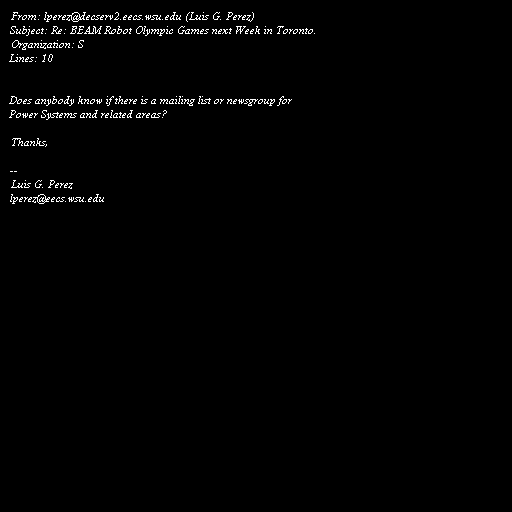 From: lperez@decserv2.eecs.wsu.edu (Luis G. Perez)
Subject: Re: BEAM Robot Olympic Games next Week in Toronto.
Organization: S
Lines: 10
Does anybody know if there is a mailing list or newsgroup for
Power Systems and related areas?
Thanks,
--
Luis G. Perez
lperez@eecs.wsu.edu